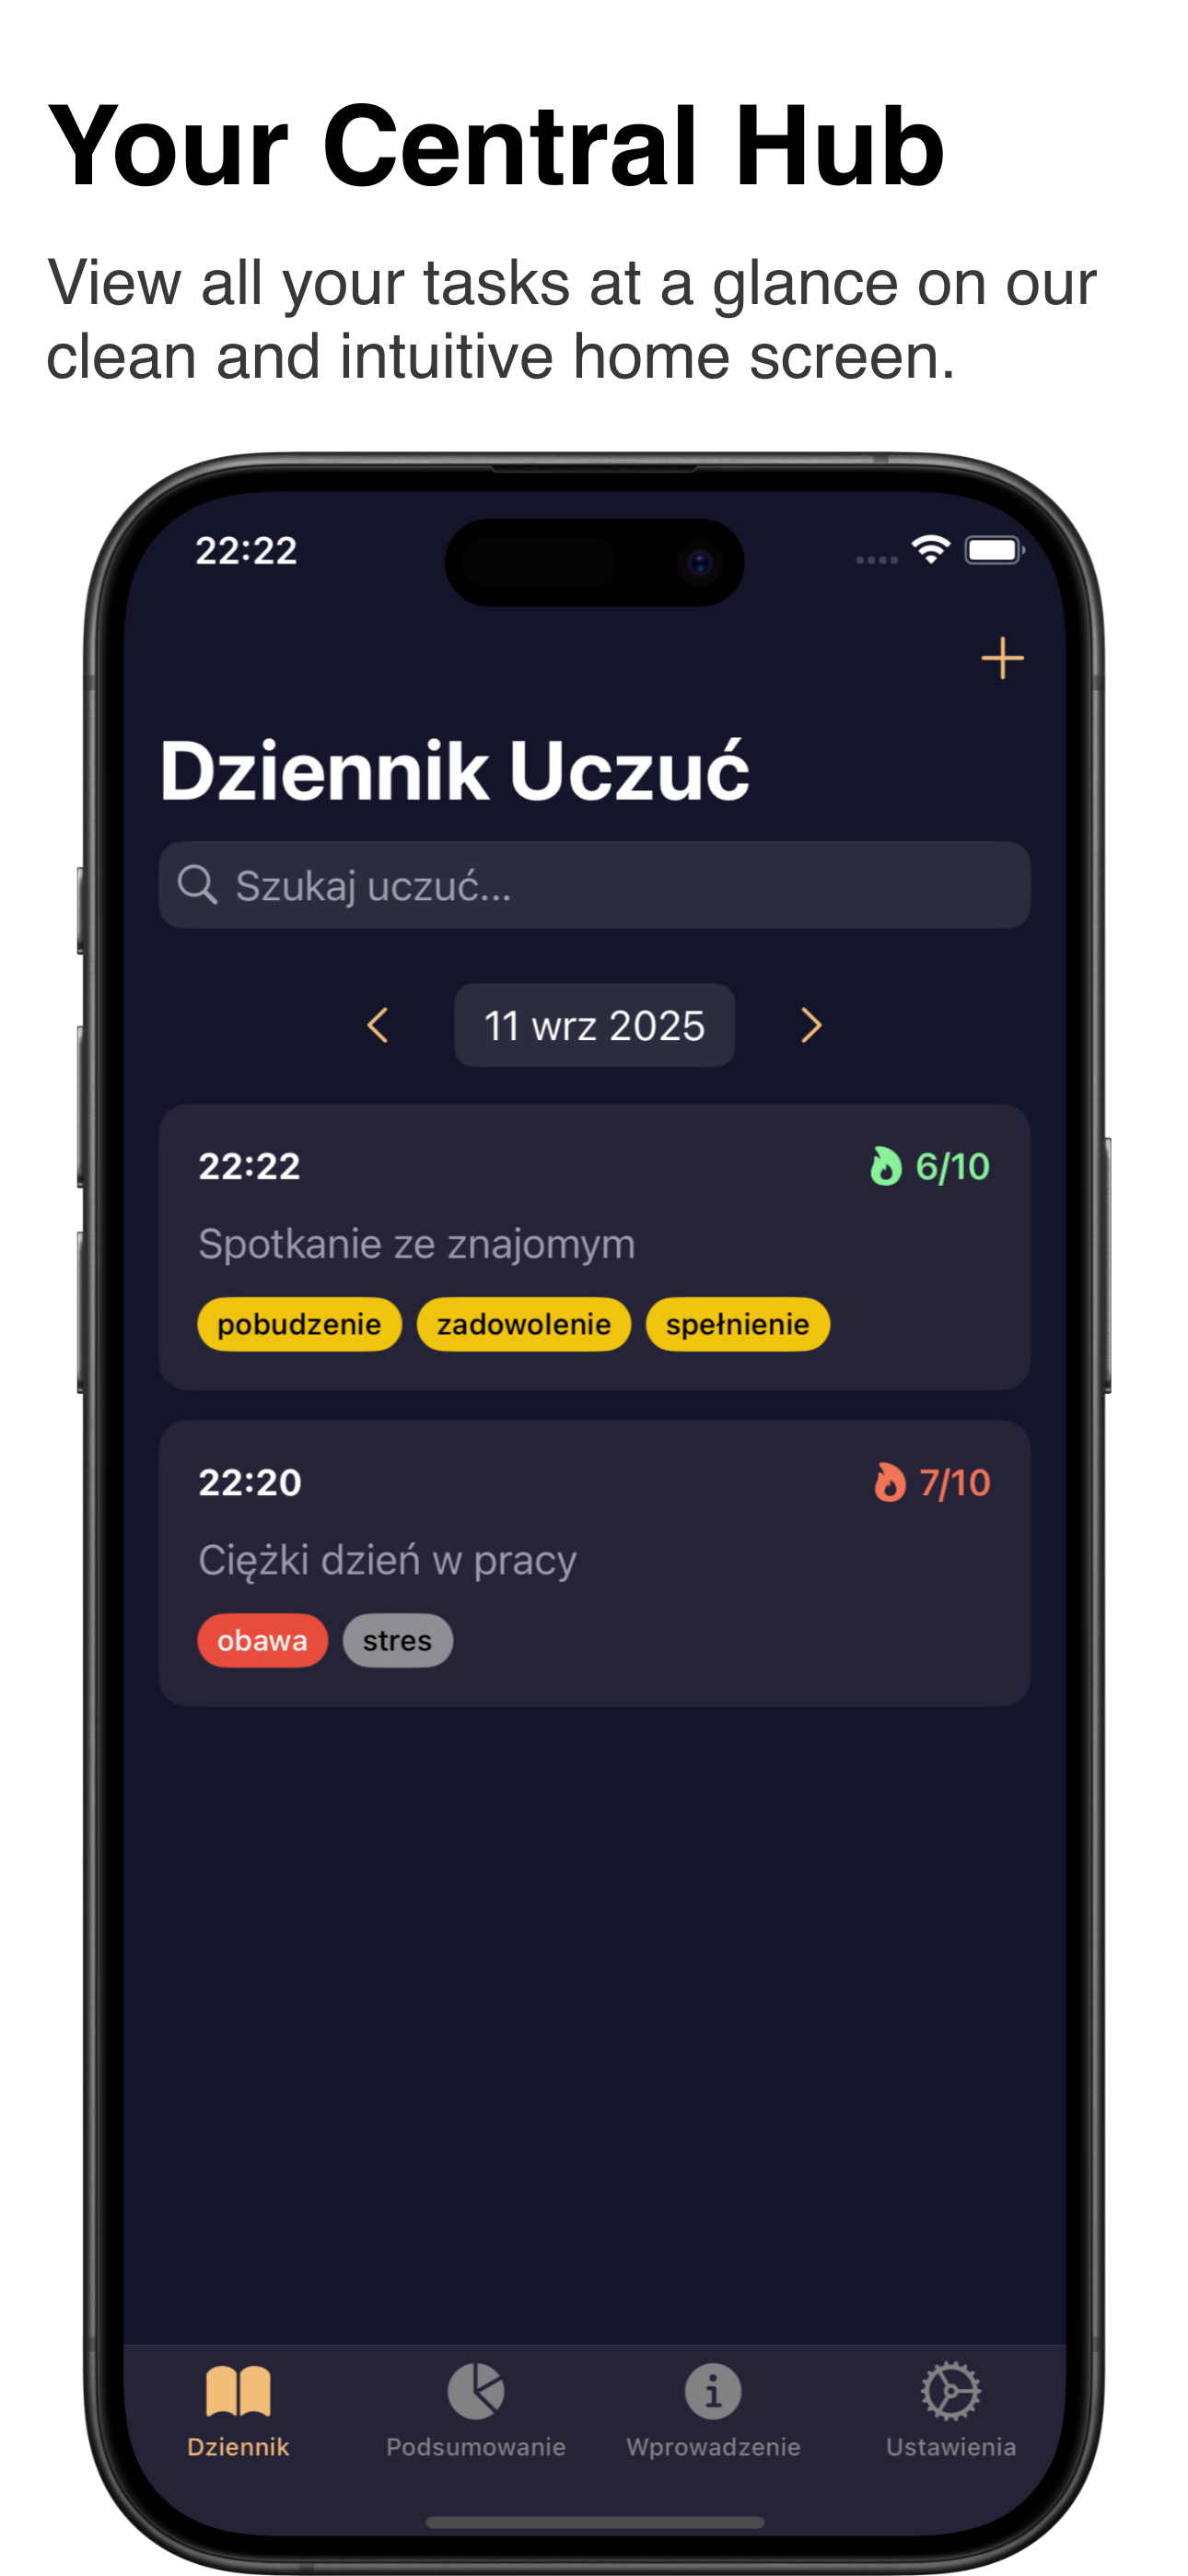 Your Central Hub
View all your tasks at a glance on our
clean and intuitive home screen.
22:22
Dziennik Uczuć
Szukaj uczuć...
11 wrz 2025
22:22 6/10
Spotkanie ze znajomym
pobudzenie zadowolenie spełnienie
22:20 7/10
Ciężki dzień w pracy
obawa stres
Dziennik Podsumowanie Wprowadzenie Ustawienia